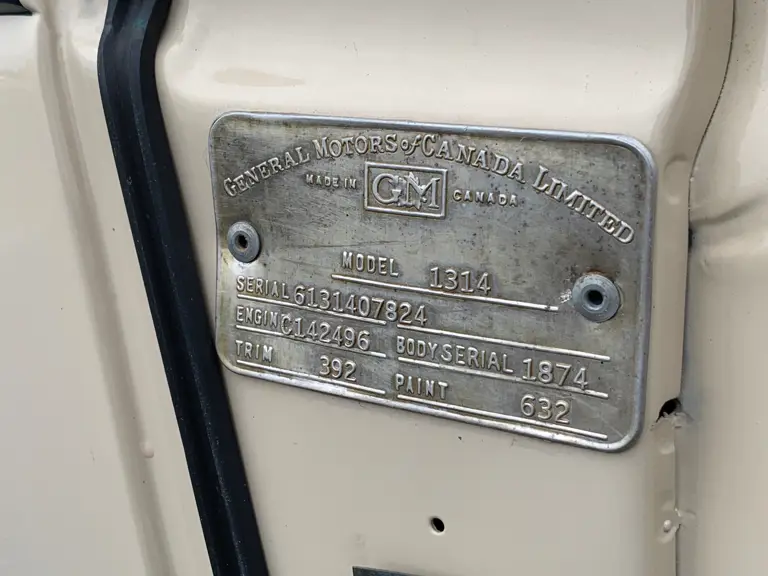 GENERAL MOTORS of CANADA LIMITED
MADE IN GM CANADA
MODEL 1314
SERIAL 6131407824
ENGIN C142496 BODY SERIAL 1874
TRIM 392 PAINT 632